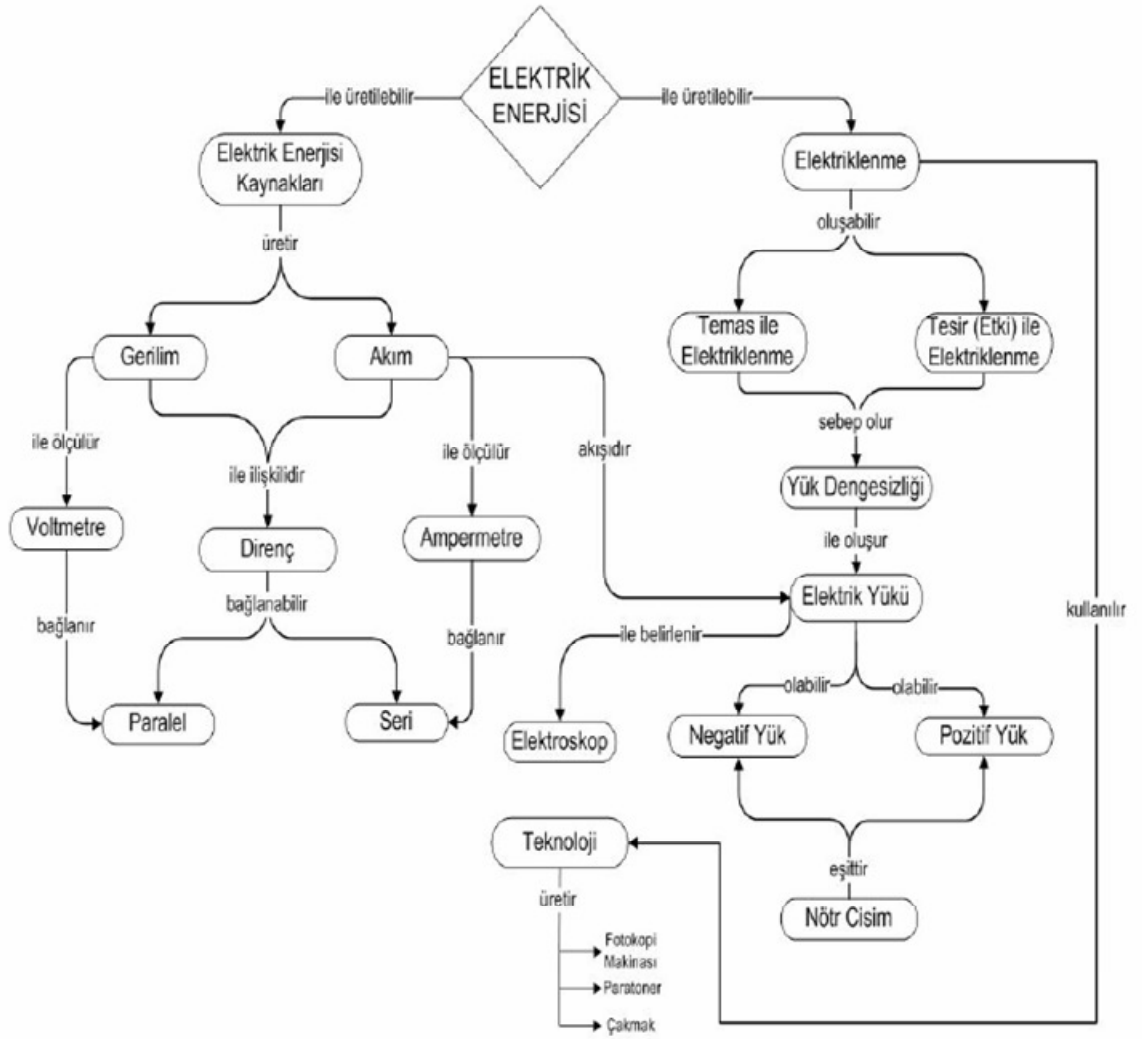 ELEKTRİK
ENERJİSİ
ile üretilebilir
ile üretilebilir
Elektrik Enerjisi
Kaynakları
Elektriklenme
üretir
oluşabilir
Gerilim
Akım
Temas ile
Elektriklenme
Tesir (Etki) ile
Elektriklenme
ile ölçülür
ile ilişkilidir
ile ölçülür
akışıdır
sebep olur
Yük Dengesizliği
Voltmetre
Direnç
Ampermetre
ile oluşur
Elektrik Yükü
kullanılır
bağlanır
bağlanabilir
bağlanır
ile belirlenir
olabilir
olabilir
Paralel
Seri
Elektroskop
Negatif Yük
Pozitif Yük
Teknoloji
eşittir
üretir
Nötr Cisim
Fotokopi
Makinası
Paratoner
Çakmak